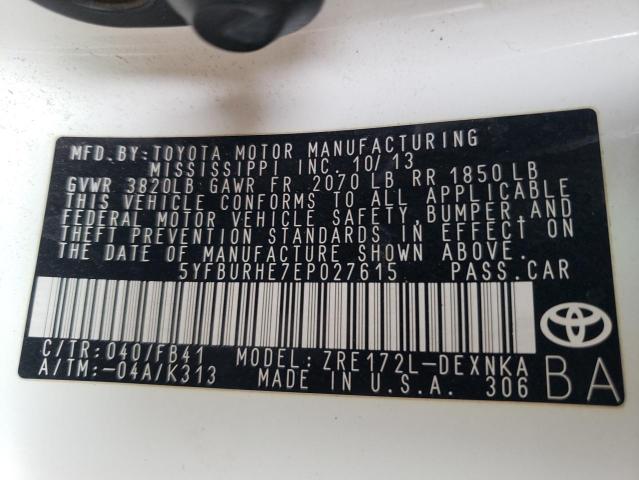 MFD. BY: TOYOTA MOTOR MANUFACTURING
MISSISSIPPI INC. 10/13
GVWR 3820LB GAWR FR 2070 LB RR 1850 LB
THIS VEHICLE CONFORMS TO ALL APPLICABLE
FEDERAL MOTOR VEHICLE SAFETY, BUMPER, AND
THEFT PREVENTION STANDARDS IN EFFECT ON
THE DATE OF MANUFACTURE SHOWN ABOVE.
5YFBURHE7EP027615 PASS. CAR
C/TR: 040/FB41 MODEL: ZRE172L-DEXNKA
A/TM: -04A/K313 MADE IN U.S.A. 306
BA